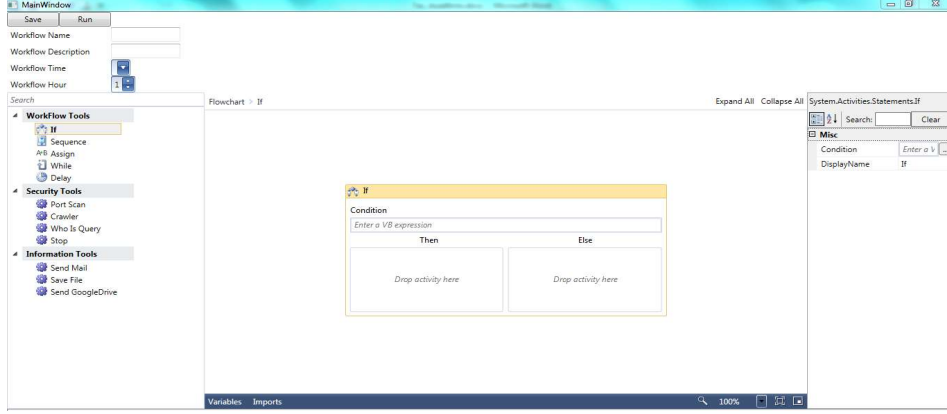 MainWindow
Save Run
Workflow Name
Workflow Description
Workflow Time
Workflow Hour 1
Search
WorkFlow Tools
If
Sequence
A+B Assign
While
Delay
Security Tools
Port Scan
Crawler
Who Is Query
Stop
Information Tools
Send Mail
Save File
Send GoogleDrive
Flowchart > If
Expand All Collapse All
If
Condition
Enter a VB expression
Then Else
Drop activity here Drop activity here
Variables Imports
100%
System.Activities.Statements.If
Search: Clear
Misc
Condition Enter a V ...
DisplayName If